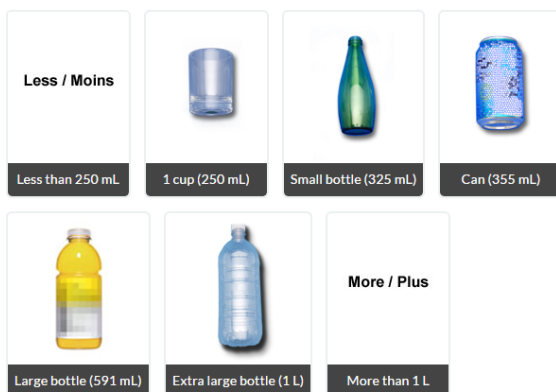 Less / Moins
Less than 250 mL
1 cup (250 mL)
Small bottle (325 mL)
Can (355 mL)
More / Plus
Large bottle (591 mL)
Extra large bottle (1 L)
More than 1 L